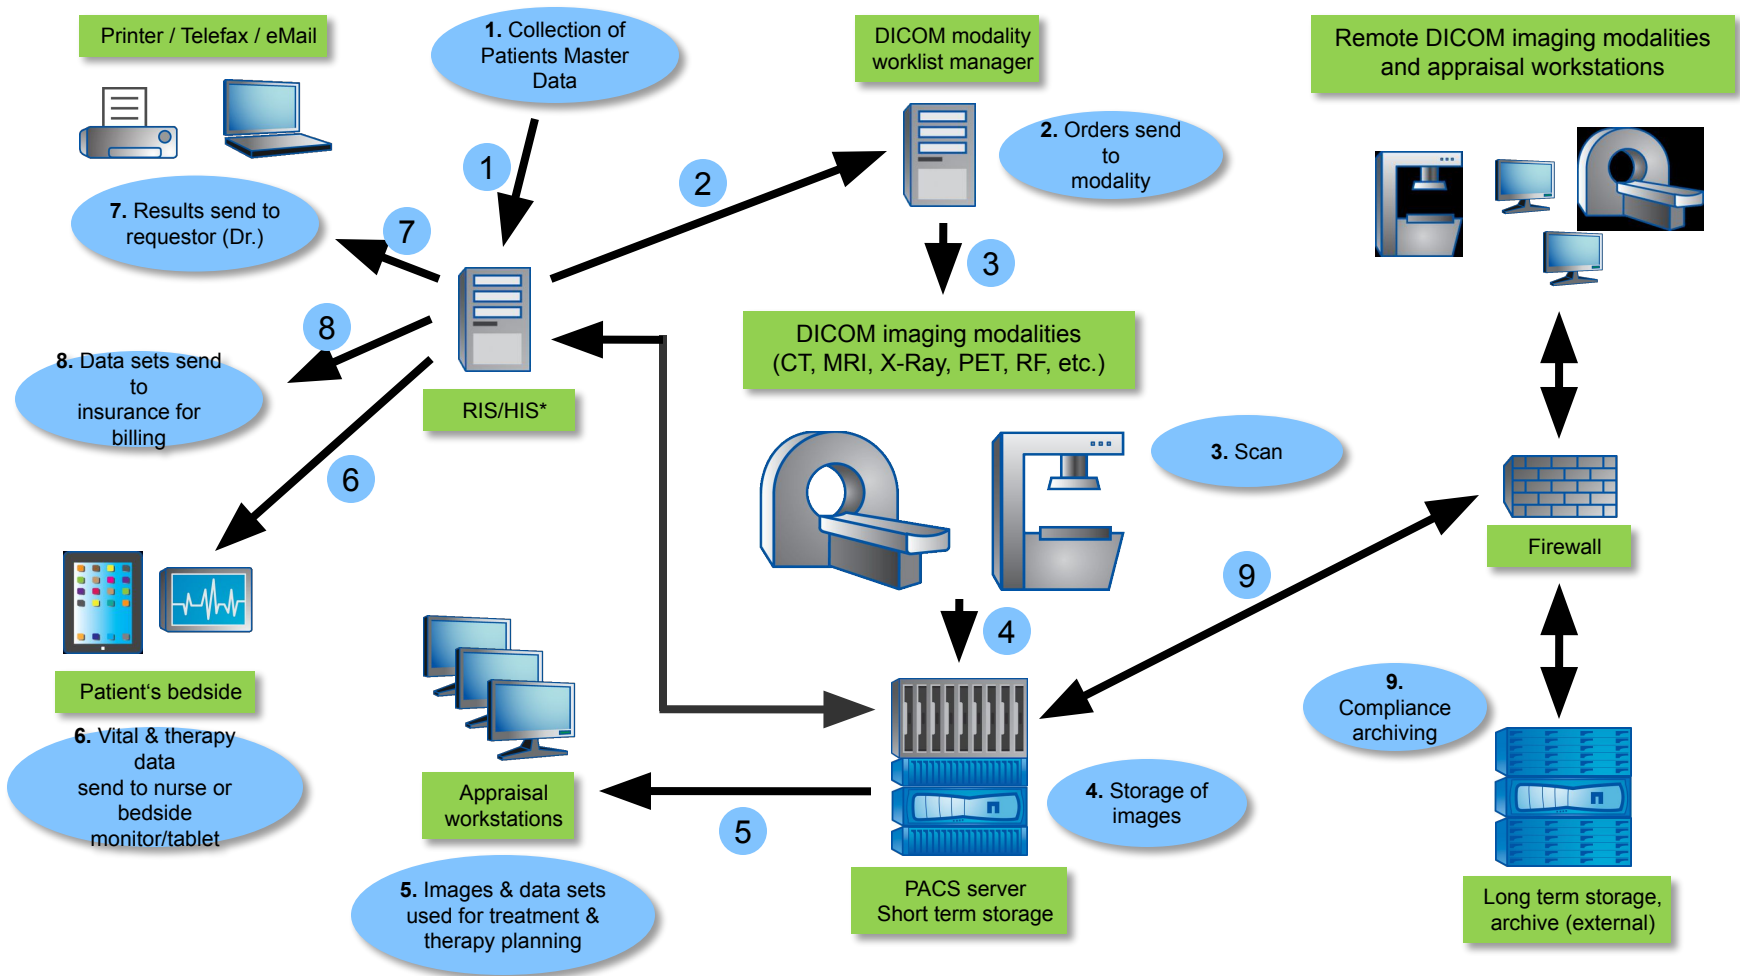 Printer / Telefax / eMail
1. Collection of
Patients Master
Data
DICOM modality
worklist manager
Remote DICOM imaging modalities
and appraisal workstations
2. Orders send
to
modality
1
2
7. Results send to
requestor (Dr.)
7
3
8
DICOM imaging modalities
(CT, MRI, X-Ray, PET, RF, etc.)
8. Data sets send
to
insurance for
billing
RIS/HIS*
3. Scan
6
Firewall
9
4
Patient‘s bedside
6. Vital & therapy
data
send to nurse or
bedside
monitor/tablet
9.
Compliance
archiving
Appraisal
workstations
5
4. Storage of
images
5. Images & data sets
used for treatment &
therapy planning
PACS server
Short term storage
Long term storage,
archive (external)